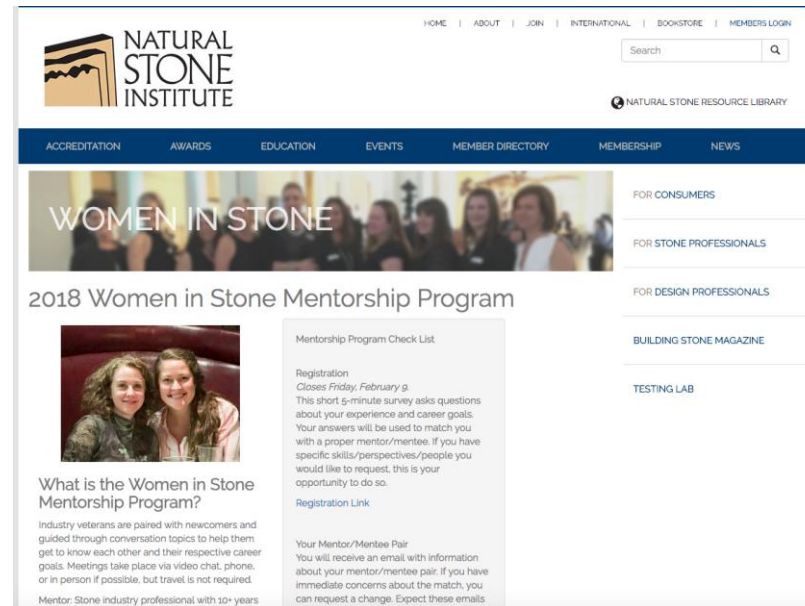 HOME | ABOUT | JOIN | INTERNATIONAL | BOOKSTORE | MEMBERS LOGIN
NATURAL
STONE
INSTITUTE
Search
NATURAL STONE RESOURCE LIBRARY
ACCREDITATION AWARDS EDUCATION EVENTS MEMBER DIRECTORY MEMBERSHIP NEWS
WOMEN IN STONE
2018 Women in Stone Mentorship Program
What is the Women in Stone
Mentorship Program?
Industry veterans are paired with newcomers and
guided through conversation topics to help them
get to know each other and their respective career
goals. Meetings take place via video chat, phone,
or in person if possible, but travel is not required.
Mentor: Stone industry professional with 10+ years
Mentorship Program Check List
Registration
Closes Friday, February 9.
This short 5-minute survey asks questions
about your experience and career goals.
Your answers will be used to match you
with a proper mentor/mentee. If you have
specific skills/perspectives/people you
would like to request, this is your
opportunity to do so.
Registration Link
Your Mentor/Mentee Pair
You will receive an email with information
about your mentor/mentee pair. If you have
immediate concerns about the match, you
can request a change. Expect these emails
FOR CONSUMERS
FOR STONE PROFESSIONALS
FOR DESIGN PROFESSIONALS
BUILDING STONE MAGAZINE
TESTING LAB